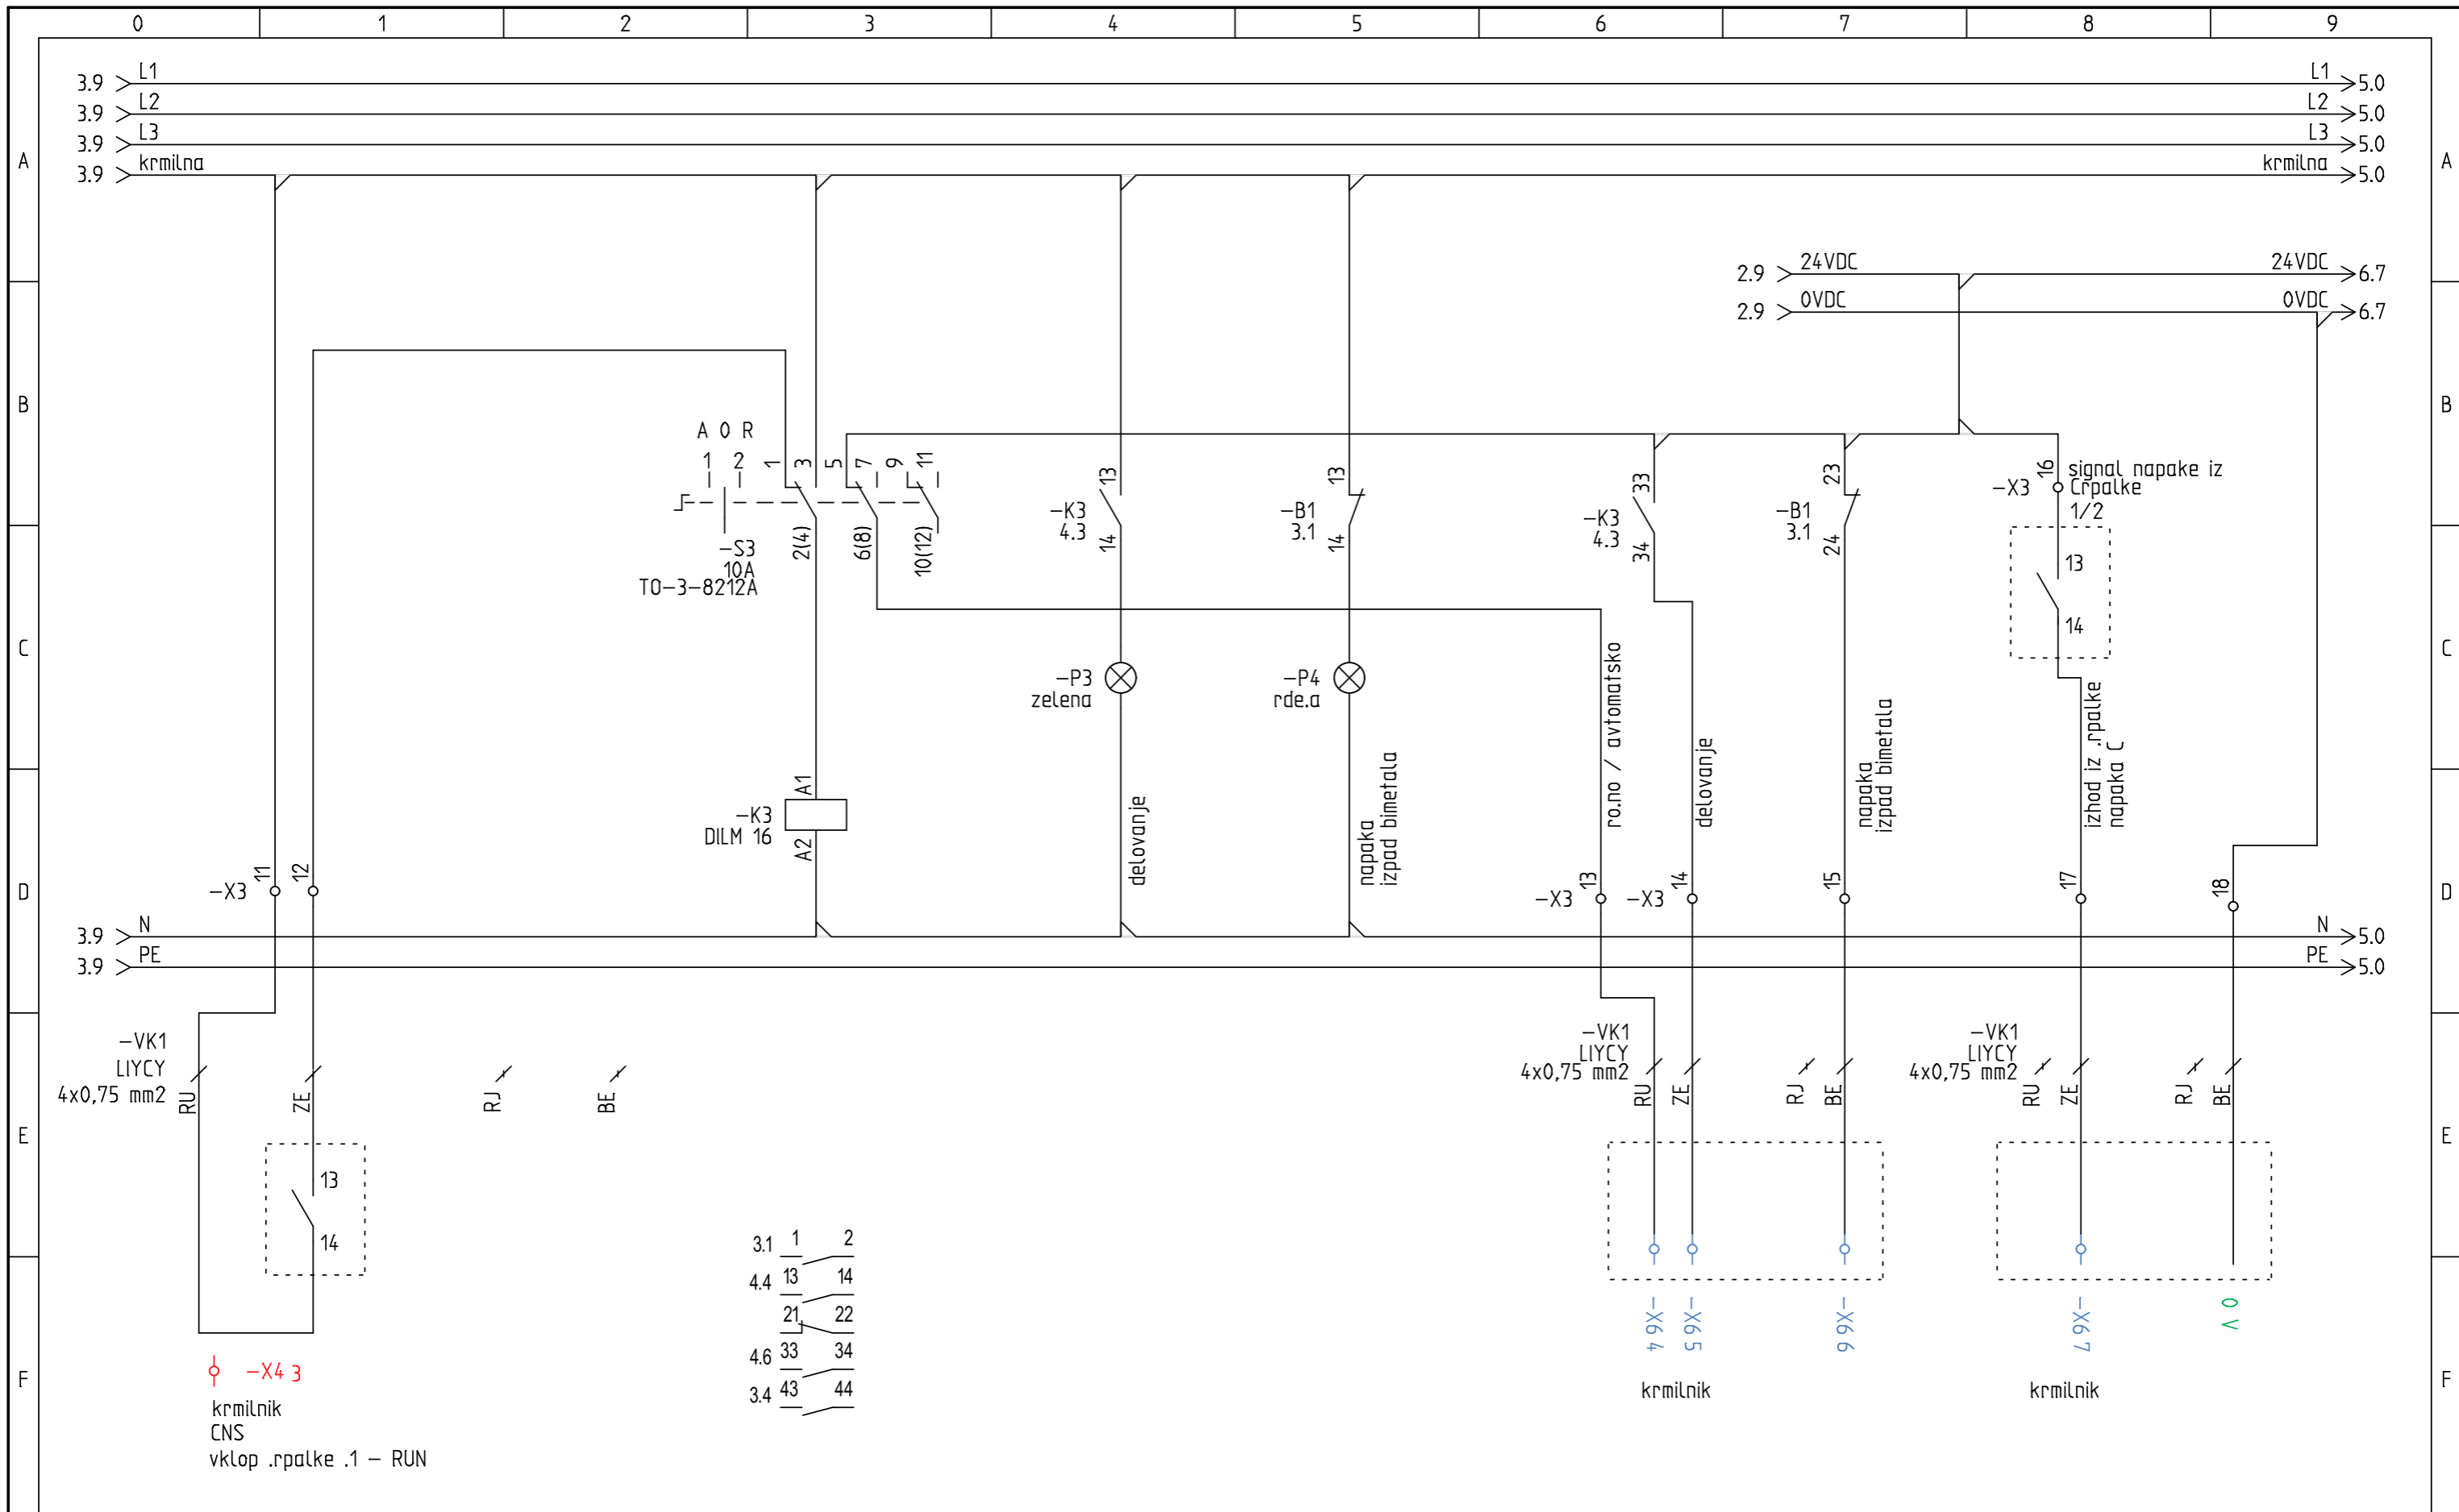 0 1 2 3 4 5 6 7 8 9
3.9 L1 L1 5.0
3.9 L2 L2 5.0
3.9 L3 L3 5.0
3.9 krmilna krmilna 5.0
A A
2.9 24VDC 24VDC 6.7
2.9 0VDC 0VDC 6.7
B B
A 0 R
1 2
1 3 5 7 9 11
2(4) 6(8) 10(12)
-S3
10A
TO-3-8212A
13
-K3
4.3
14
13
-B1
3.1
14
33
-K3
4.3
34
23
-B1
3.1
24
16
-X3
signal napake iz
Crpalke
1/2
13
14
C C
-P3
zelena
-P4
rde.a
ro.no / avtomatsko
delovanje
napaka
izpad bimetala
izhod iz .rpalke
napaka C
A1
-K3
DILM 16
A2
delovanje
napaka
izpad bimetala
-X3 11 12
-X3 13
-X3 14
15
17
18
D D
3.9 N N 5.0
3.9 PE PE 5.0
-VK1
LIYCY
4x0,75 mm2
RU ZE RJ BE
-VK1
LIYCY
4x0,75 mm2
RU ZE RJ BE
-VK1
LIYCY
4x0,75 mm2
RU ZE RJ BE
E E
13
14
3.1 1 2
4.4 13 14
21 22
4.6 33 34
3.4 43 44
-X6 4
-X6 5
-X6 6
-X6 7
0 V
F F
-X4 3
krmilnik
CNS
vklop .rpalke .1 - RUN
krmilnik
krmilnik